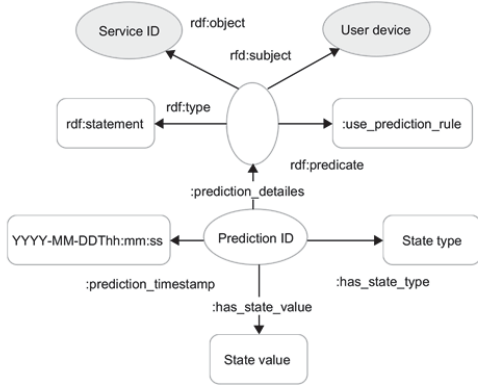 rdf:object
Service ID
User device
rfd:subject
rdf:type
rdf:statement
:use_prediction_rule
rdf:predicate
:prediction_detailes
YYYY-MM-DDThh:mm:ss
Prediction ID
State type
:prediction_timestamp
:has_state_type
:has_state_value
State value